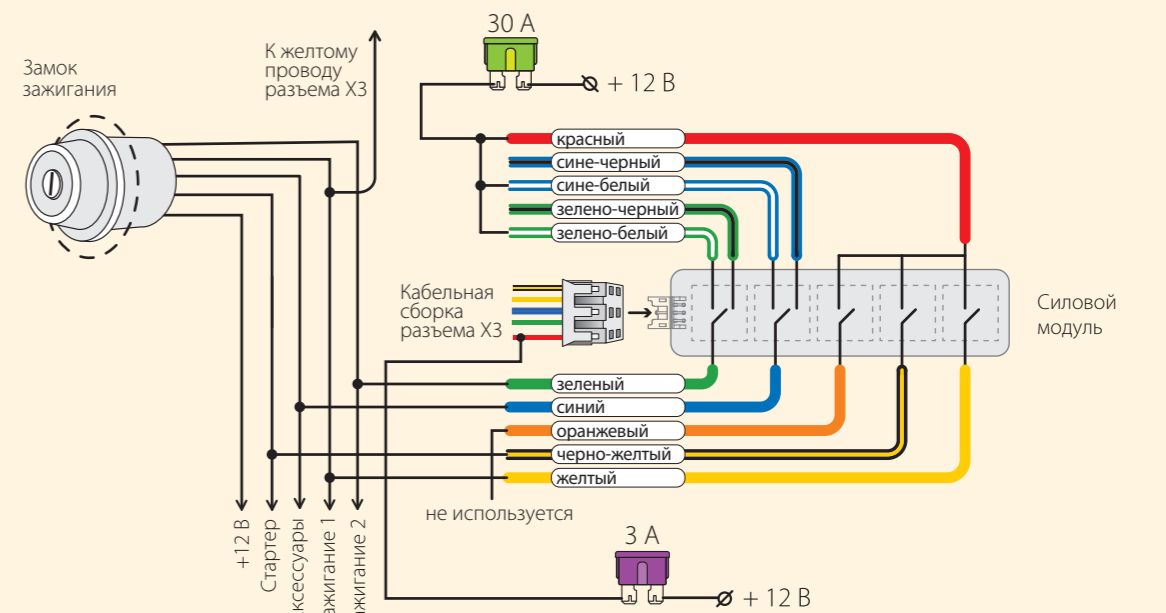 30 А
+ 12 В
К желтому
проводу
разъема Х3
Замок
зажигания
красный
сине-черный
сине-белый
зелено-черный
зелено-белый
Кабельная
сборка
разъема Х3
Силовой
модуль
зеленый
синий
оранжевый
черно-желтый
желтый
не используется
+12 В
Стартер
ксессуары
ажигание 1
ажигание 2
3 А
+ 12 В